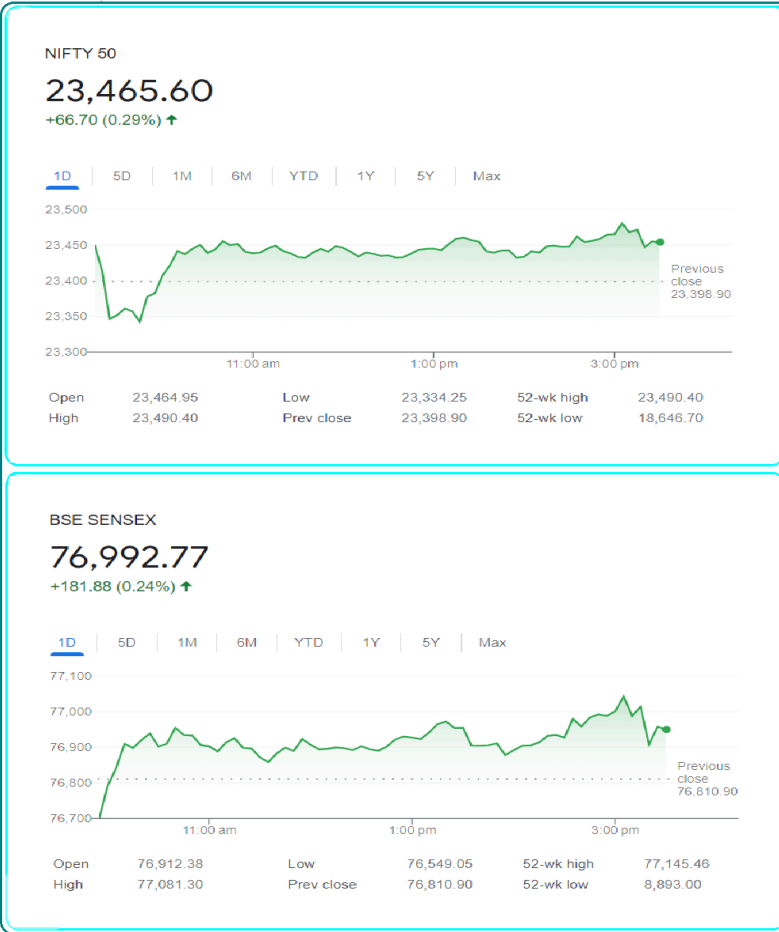 NIFTY 50
23,465.60
+66.70 (0.29%) ↑
1D 5D 1M 6M YTD 1Y 5Y Max
23,500
23,450
23,400
23,350
23,300
Previous
close
23,398.90
11:00 am 1:00 pm 3:00 pm
Open 23,464.95 Low 23,334.25 52-wk high 23,490.40
High 23,490.40 Prev close 23,398.90 52-wk low 18,646.70
BSE SENSEX
76,992.77
+181.88 (0.24%) ↑
1D 5D 1M 6M YTD 1Y 5Y Max
77,100
77,000
76,900
76,800
76,700
Previous
close
76,810.90
11:00 am 1:00 pm 3:00 pm
Open 76,912.38 Low 76,549.05 52-wk high 77,145.46
High 77,081.30 Prev close 76,810.90 52-wk low 8,893.00